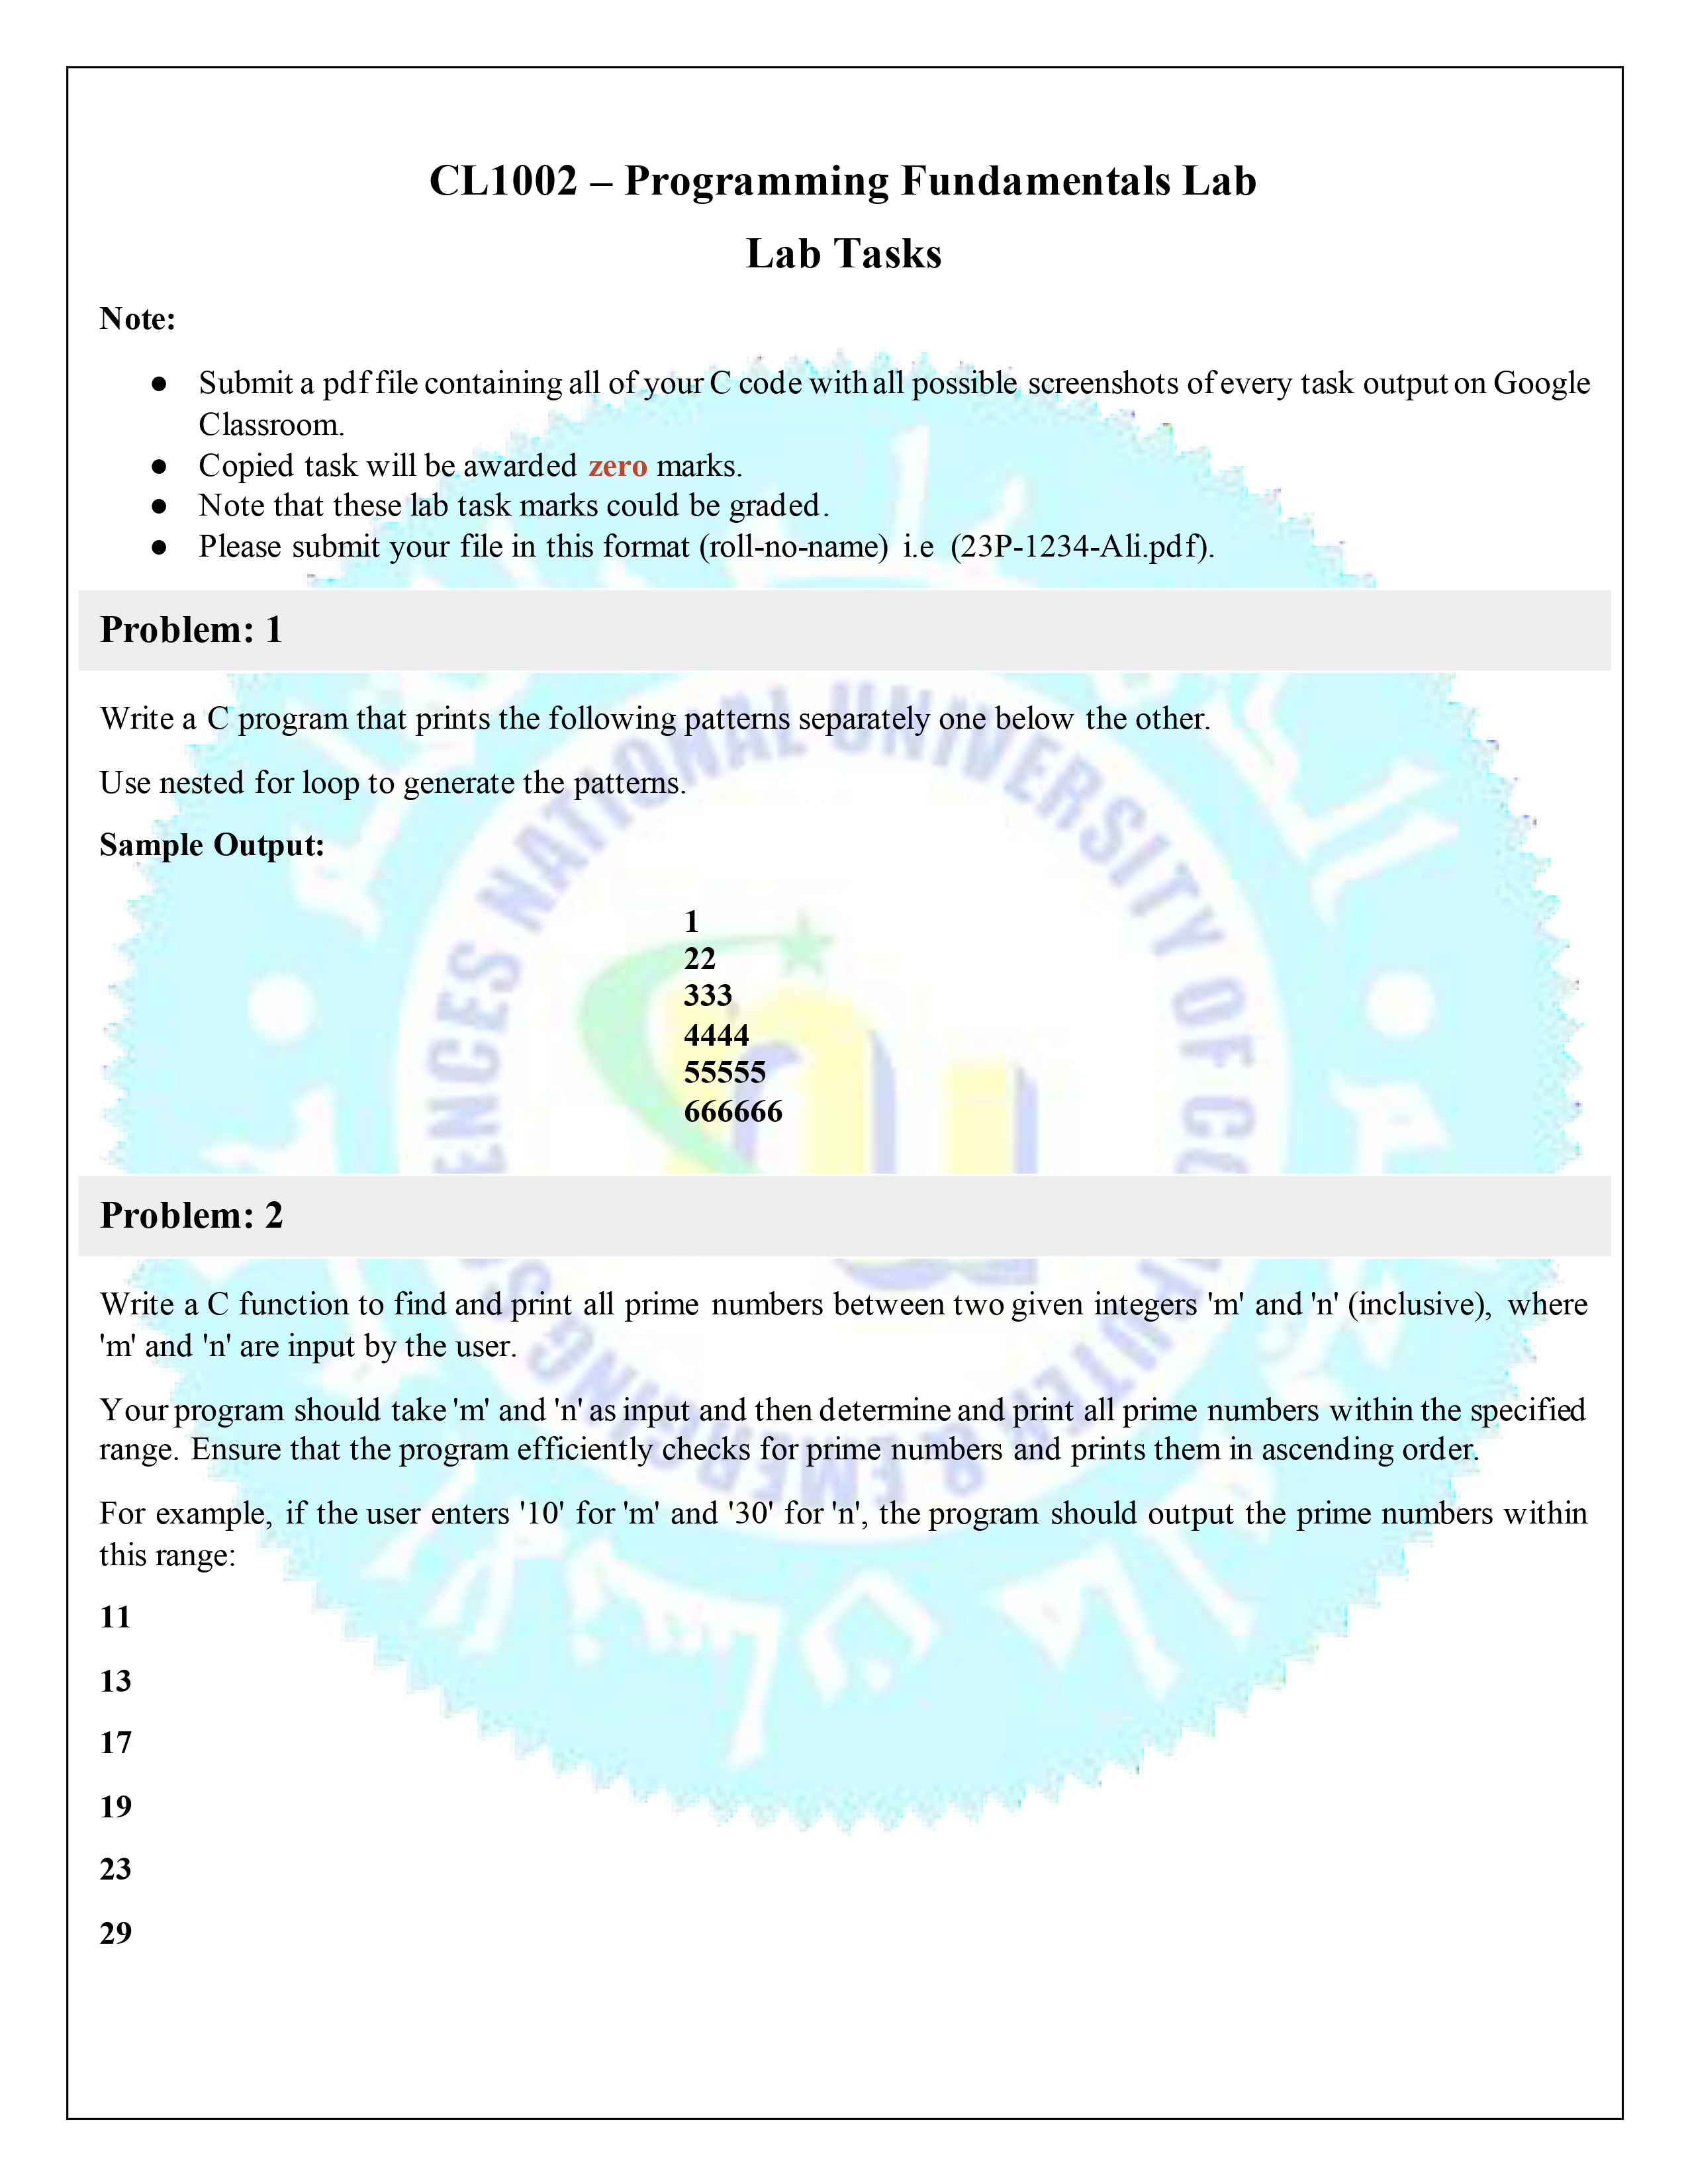 CL1002 – Programming Fundamentals Lab
Lab Tasks
Note:
● Submit a pdf file containing all of your C code with all possible screenshots of every task output on Google
Classroom.
● Copied task will be awarded zero marks.
● Note that these lab task marks could be graded.
● Please submit your file in this format (roll-no-name) i.e (23P-1234-Ali.pdf).
Problem: 1
Write a C program that prints the following patterns separately one below the other.
Use nested for loop to generate the patterns.
Sample Output:
1
22
333
4444
55555
666666
Problem: 2
Write a C function to find and print all prime numbers between two given integers 'm' and 'n' (inclusive), where
'm' and 'n' are input by the user.
Your program should take 'm' and 'n' as input and then determine and print all prime numbers within the specified
range. Ensure that the program efficiently checks for prime numbers and prints them in ascending order.
For example, if the user enters '10' for 'm' and '30' for 'n', the program should output the prime numbers within
this range:
11
13
17
19
23
29
NATIONAL UNIVERSITY OF
& EMERGING